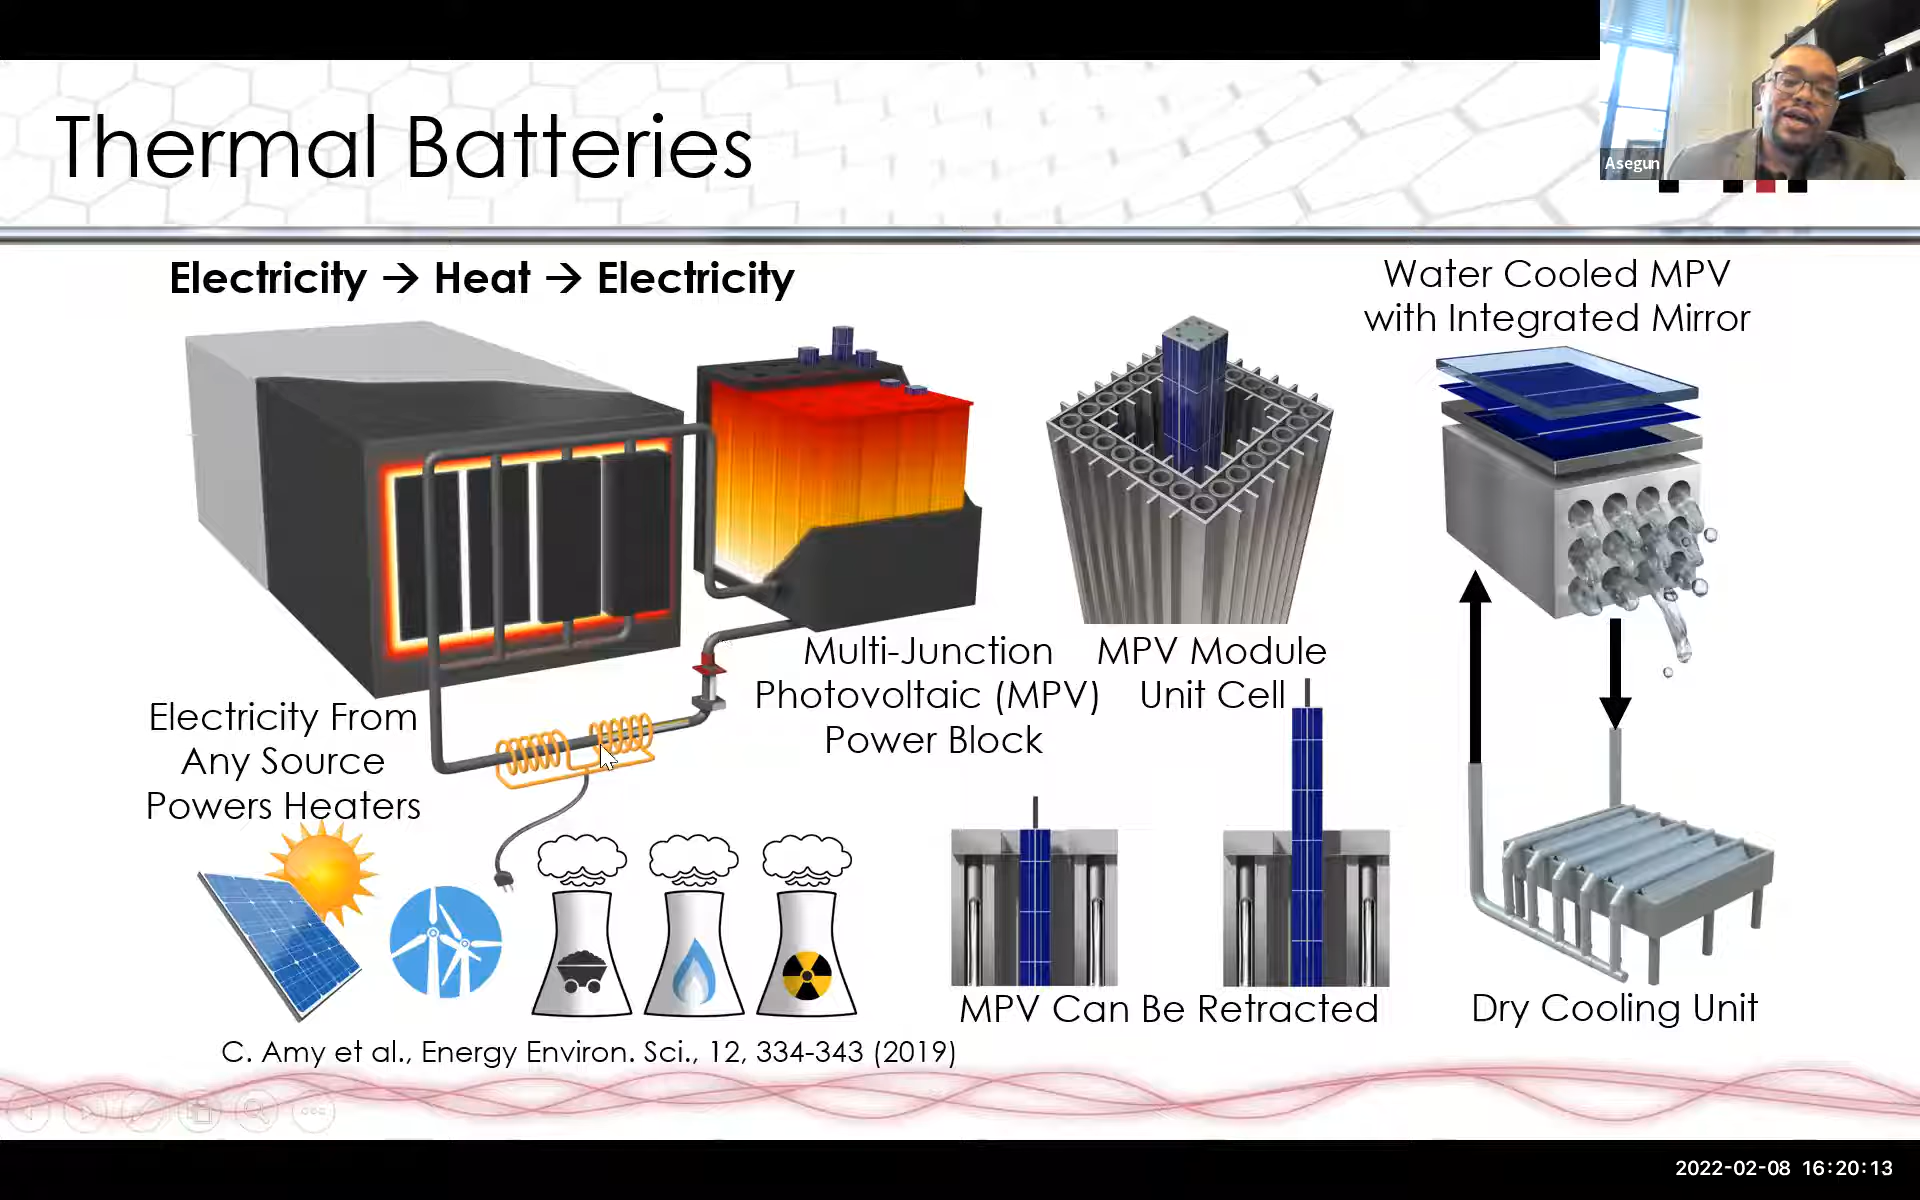 Thermal Batteries
Asegun
Electricity → Heat → Electricity
Water Cooled MPV
with Integrated Mirror
Multi-Junction
Photovoltaic (MPV)
Power Block
MPV Module
Unit Cell
Electricity From
Any Source
Powers Heaters
MPV Can Be Retracted
Dry Cooling Unit
C. Amy et al., Energy Environ. Sci., 12, 334-343 (2019)
2022-02-08 16:20:13